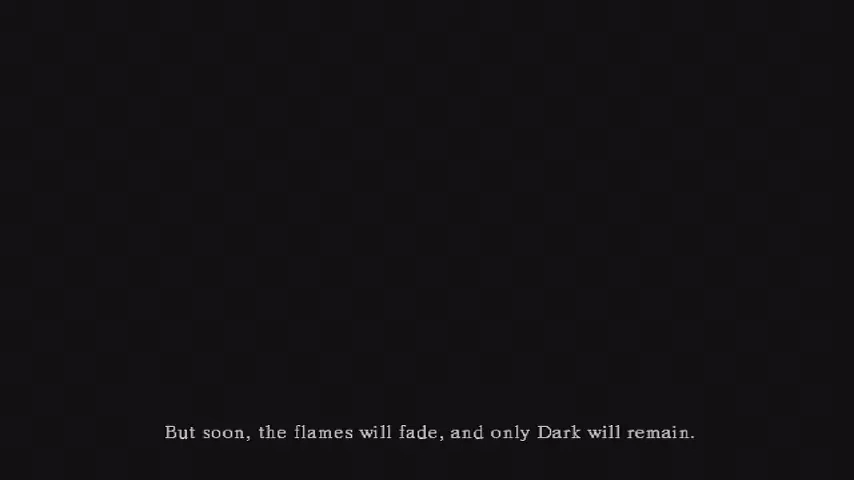 But soon, the flames will fade, and only Dark will remain.